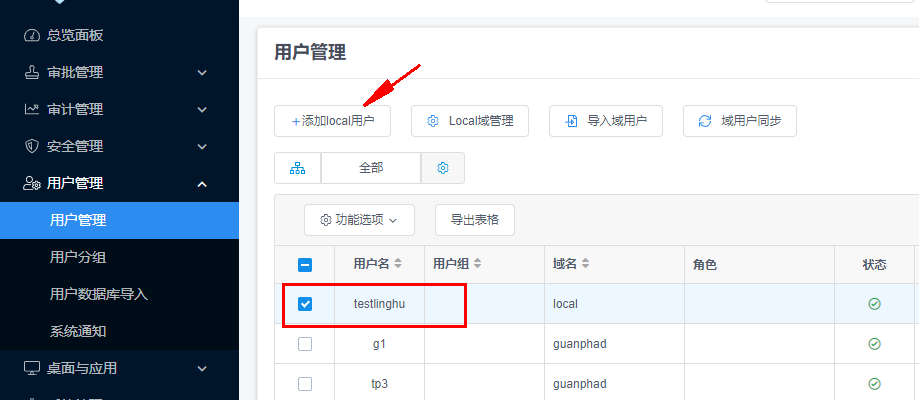 总览面板
审批管理
审计管理
安全管理
用户管理
用户管理
用户分组
用户数据库导入
系统通知
桌面与应用
用户管理
+添加local用户 Local域管理 导入域用户 域用户同步
全部
功能选项 导出表格
用户名 用户组 域名 角色 状态
testlinghu local
g1 guanphad
tp3 guanphad